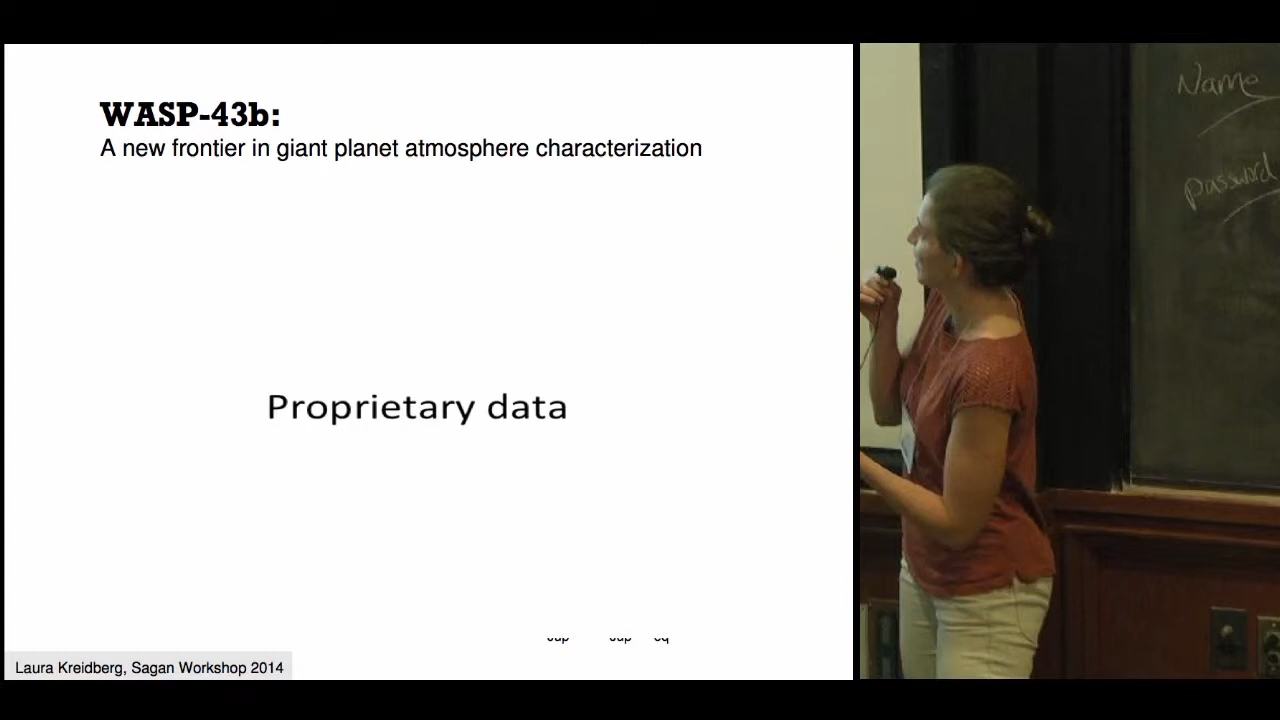 WASP-43b:
A new frontier in giant planet atmosphere characterization
Proprietary data
Laura Kreidberg, Sagan Workshop 2014
Name
Password